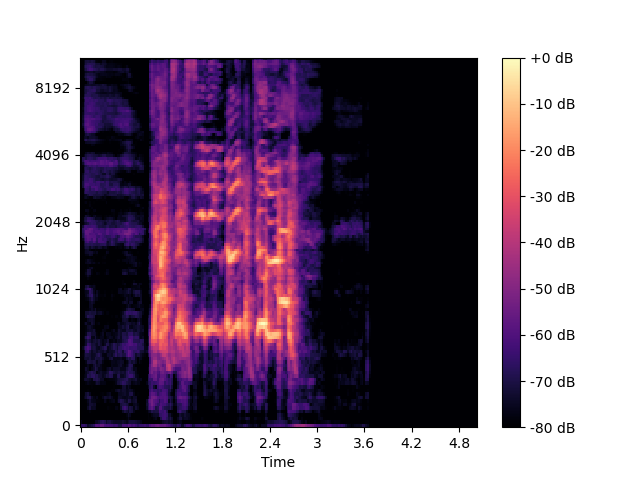 8192
4096
2048
1024
512
0
Hz
0 0.6 1.2 1.8 2.4 3 3.6 4.2 4.8
Time
+0 dB
-10 dB
-20 dB
-30 dB
-40 dB
-50 dB
-60 dB
-70 dB
-80 dB